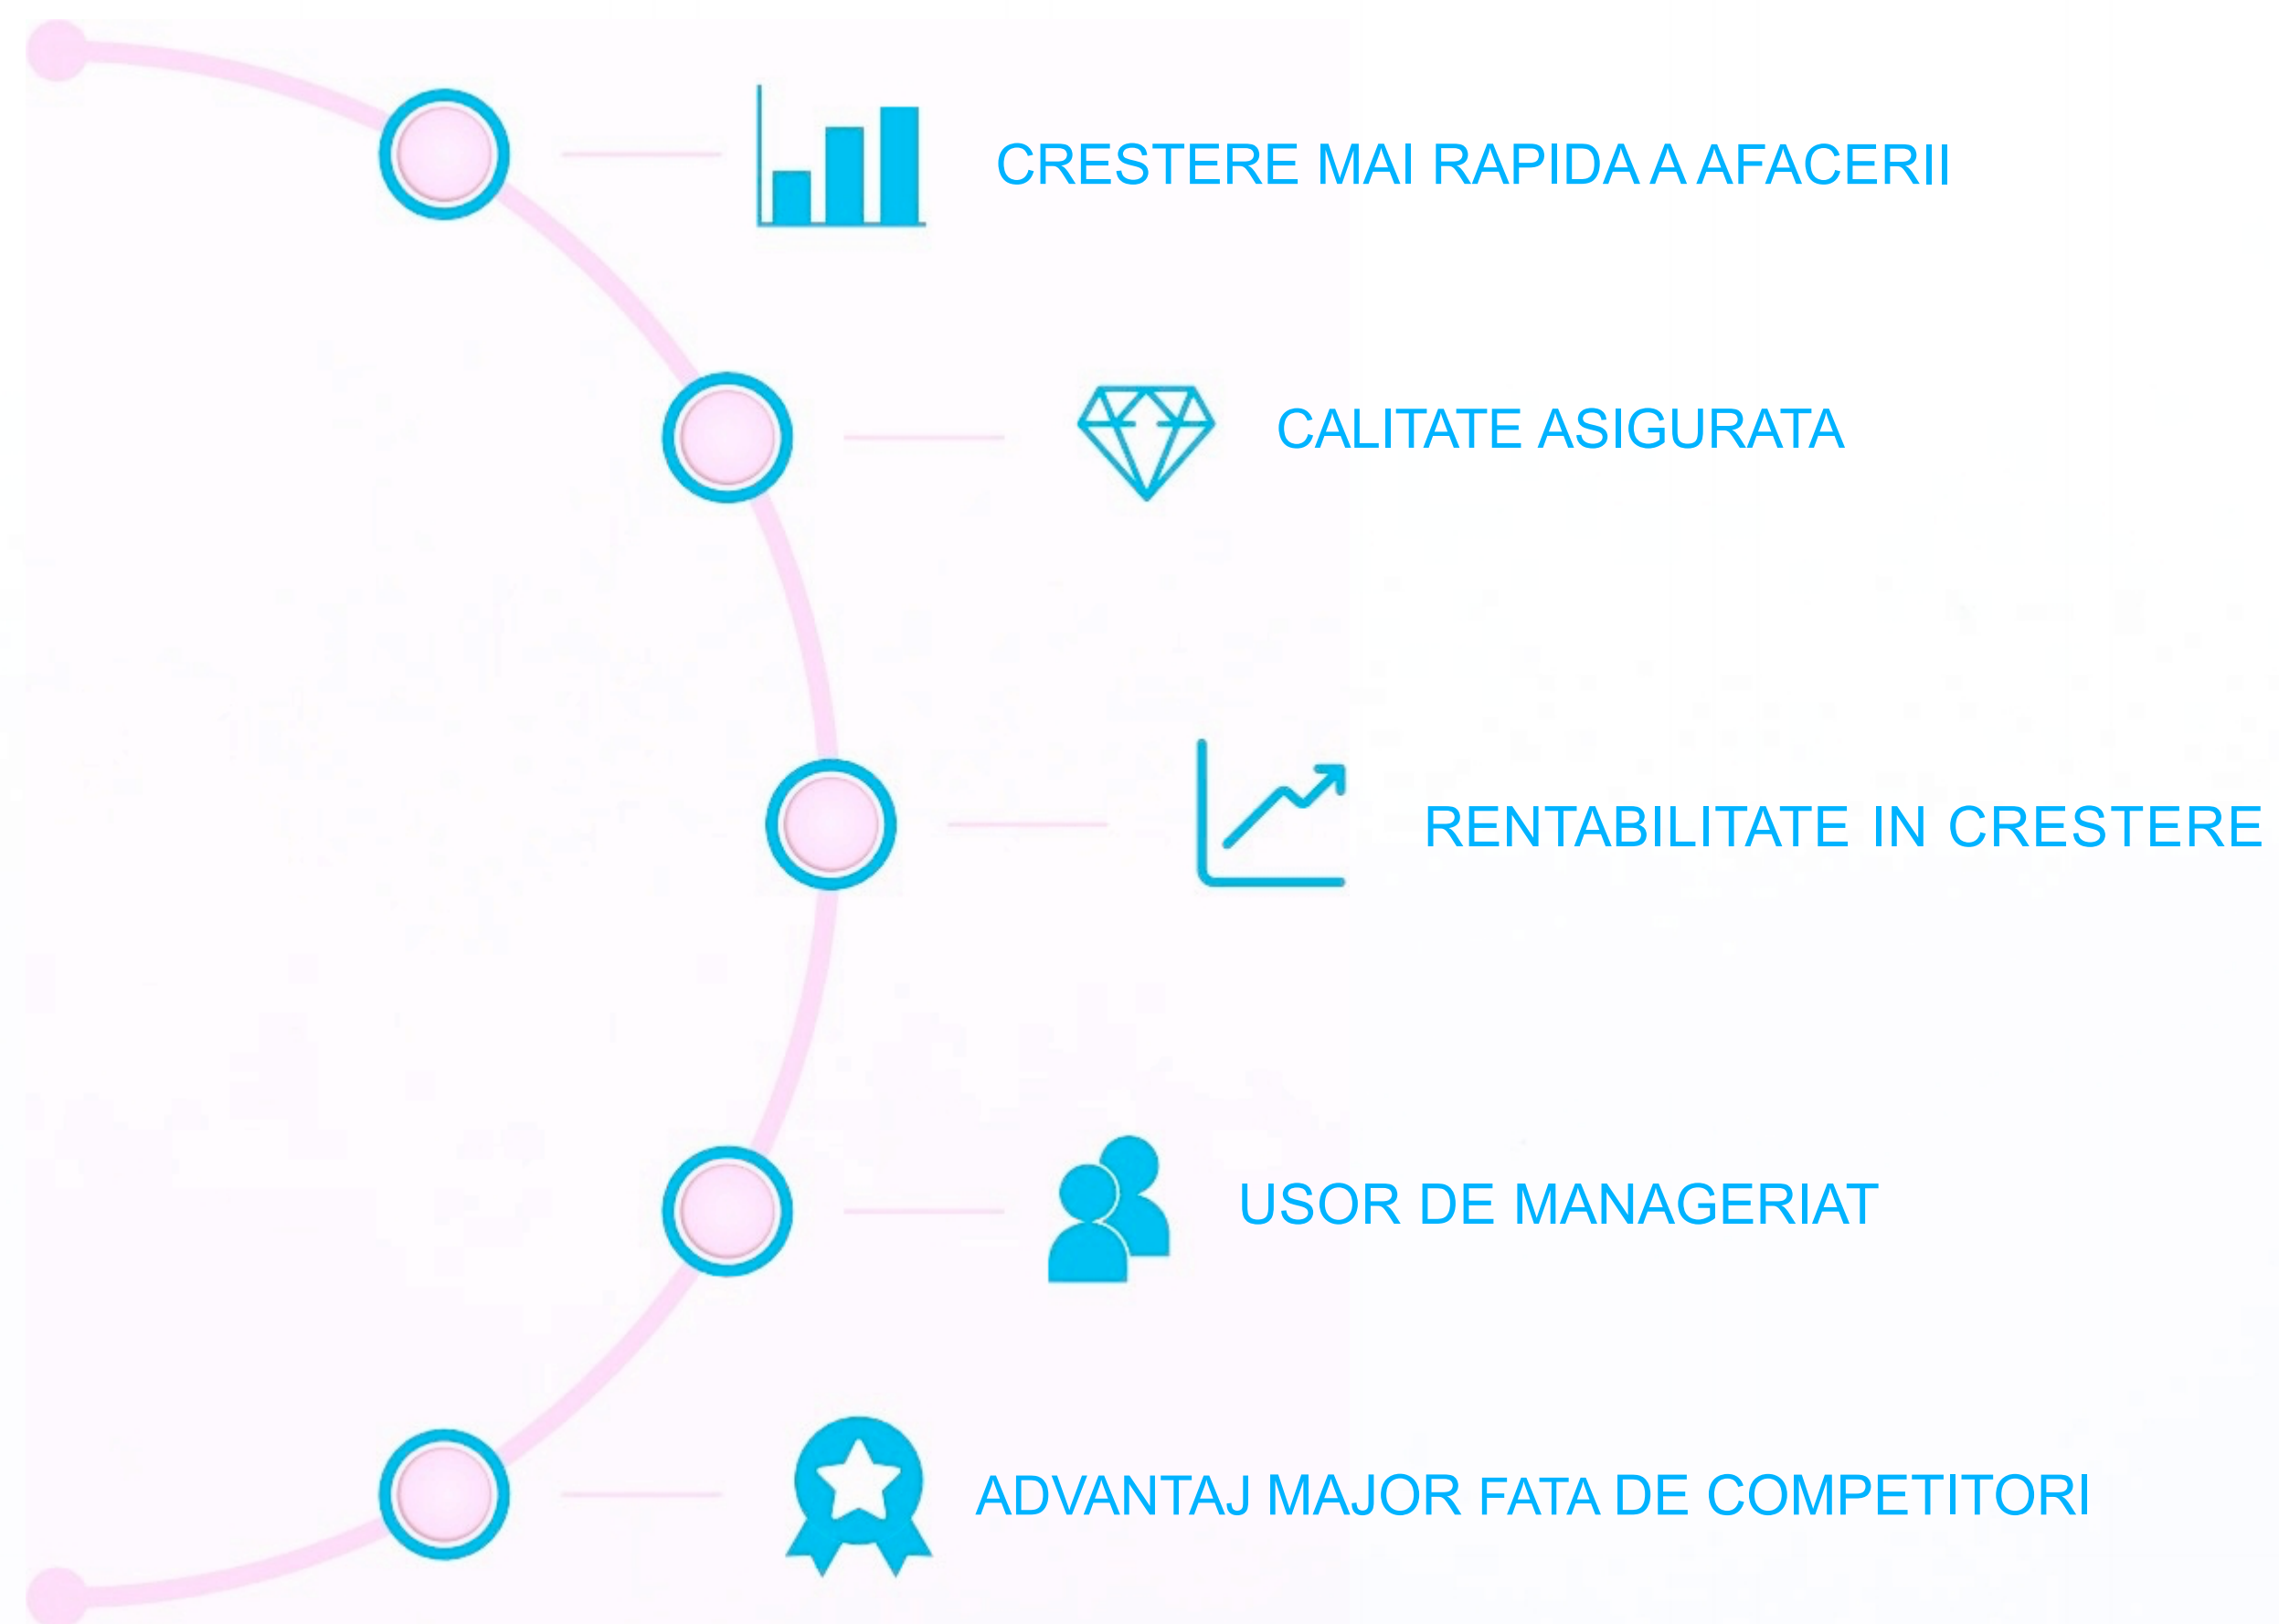 CRESTERE MAI RAPIDA A AFACERII
CALITATE ASIGURATA
RENTABILITATE IN CRESTERE
USOR DE MANAGERIAT
ADVANTAJ MAJOR FATA DE COMPETITORI